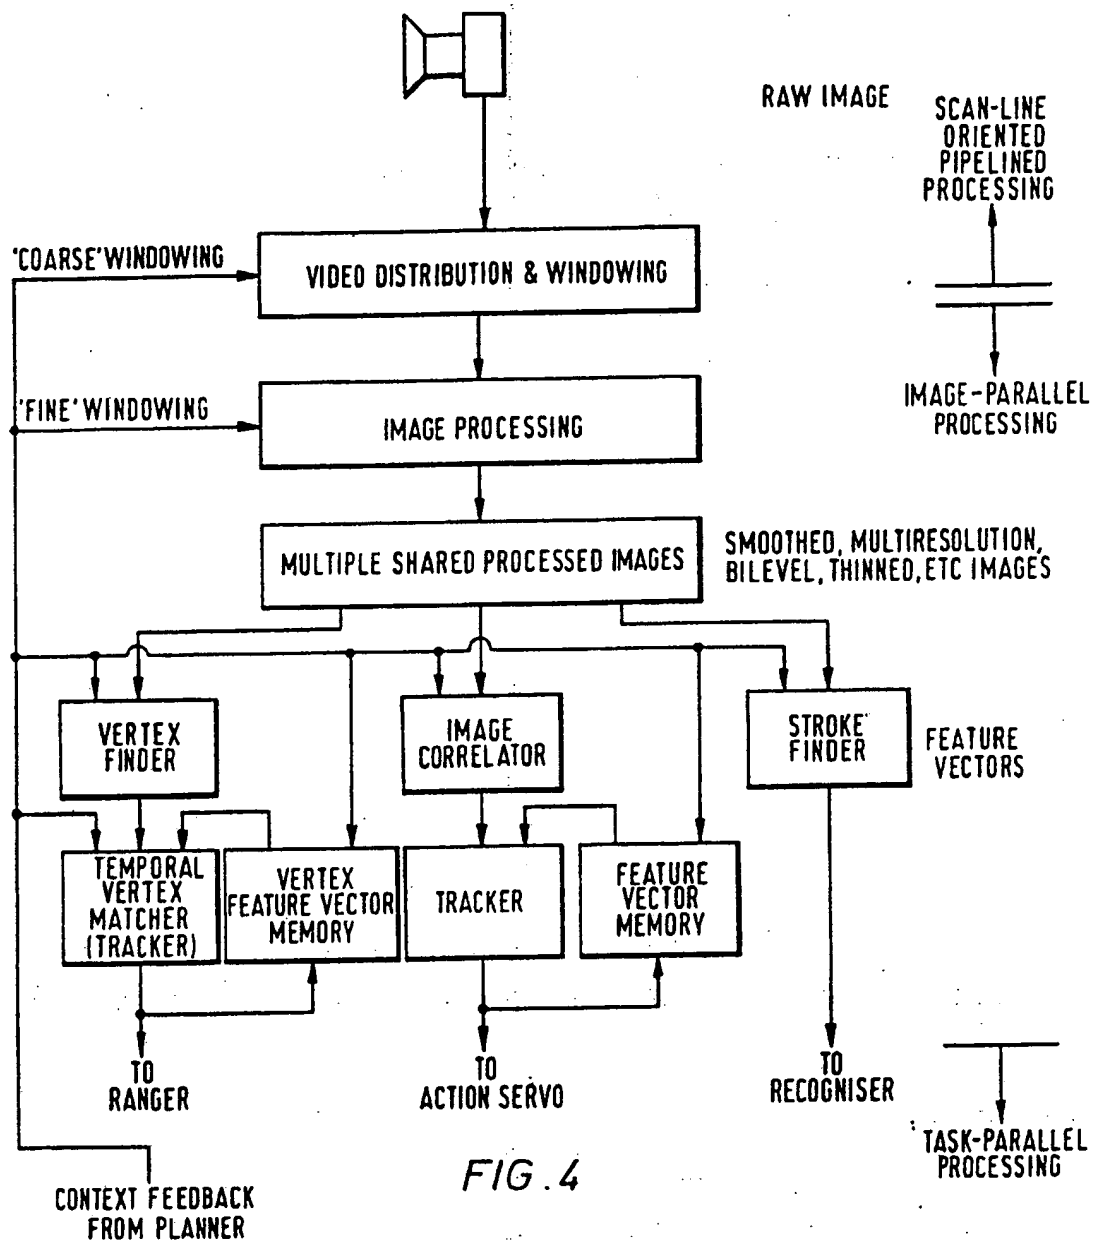 RAW IMAGE
SCAN-LINE
ORIENTED
PIPELINED
PROCESSING
'COARSE' WINDOWING
VIDEO DISTRIBUTION & WINDOWING
IMAGE-PARALLEL
PROCESSING
'FINE' WINDOWING
IMAGE PROCESSING
MULTIPLE SHARED PROCESSED IMAGES
SMOOTHED, MULTIRESOLUTION,
BILEVEL, THINNED, ETC IMAGES
VERTEX
FINDER
IMAGE
CORRELATOR
STROKE
FINDER
FEATURE
VECTORS
TEMPORAL
VERTEX
MATCHER
(TRACKER)
VERTEX
FEATURE VECTOR
MEMORY
TRACKER
FEATURE
VECTOR
MEMORY
TO
RANGER
TO
ACTION SERVO
TO
RECOGNISER
TASK-PARALLEL
PROCESSING
CONTEXT FEEDBACK
FROM PLANNER
FIG. 4